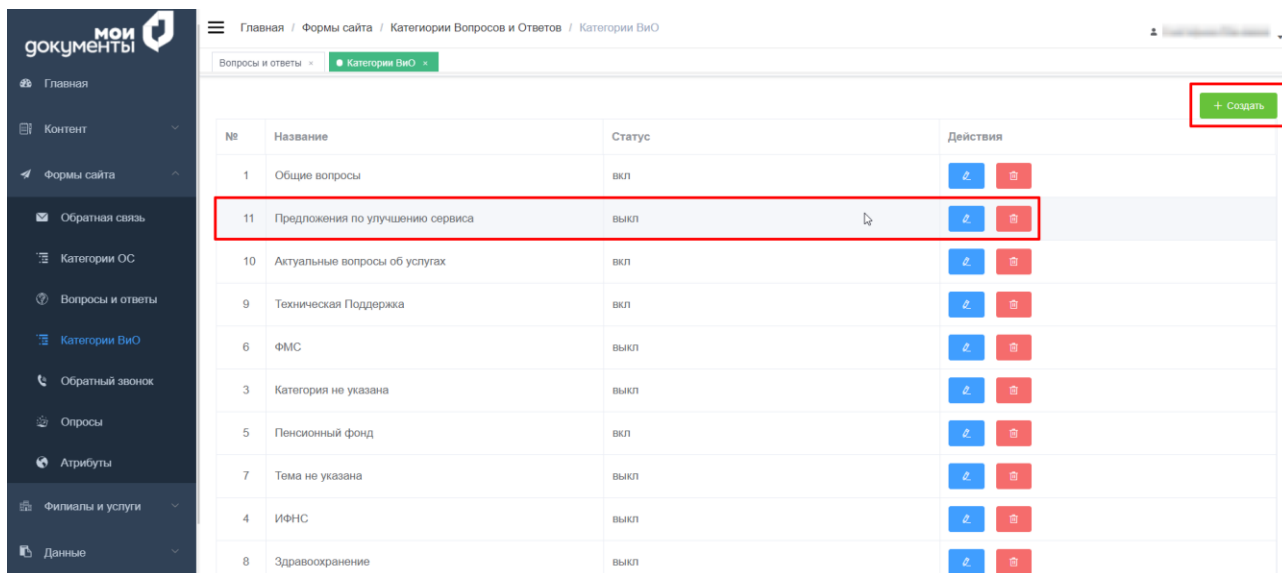 мои
документы
Главная / Формы сайта / Категиории Вопросов и Ответов / Категории ВиО
Вопросы и ответы ×
Категории ВиО ×
Главная
Контент
Формы сайта
Обратная связь
Категории ОС
Вопросы и ответы
Категории ВиО
Обратный звонок
Опросы
Атрибуты
Филиалы и услуги
Данные
+ Создать
№ Название Статус Действия
1 Общие вопросы вкл
11 Предложения по улучшению сервиса выкл
10 Актуальные вопросы об услугах вкл
9 Техническая Поддержка вкл
6 ФМС выкл
3 Категория не указана выкл
5 Пенсионный фонд вкл
7 Тема не указана выкл
4 ИФНС выкл
8 Здравоохранение выкл